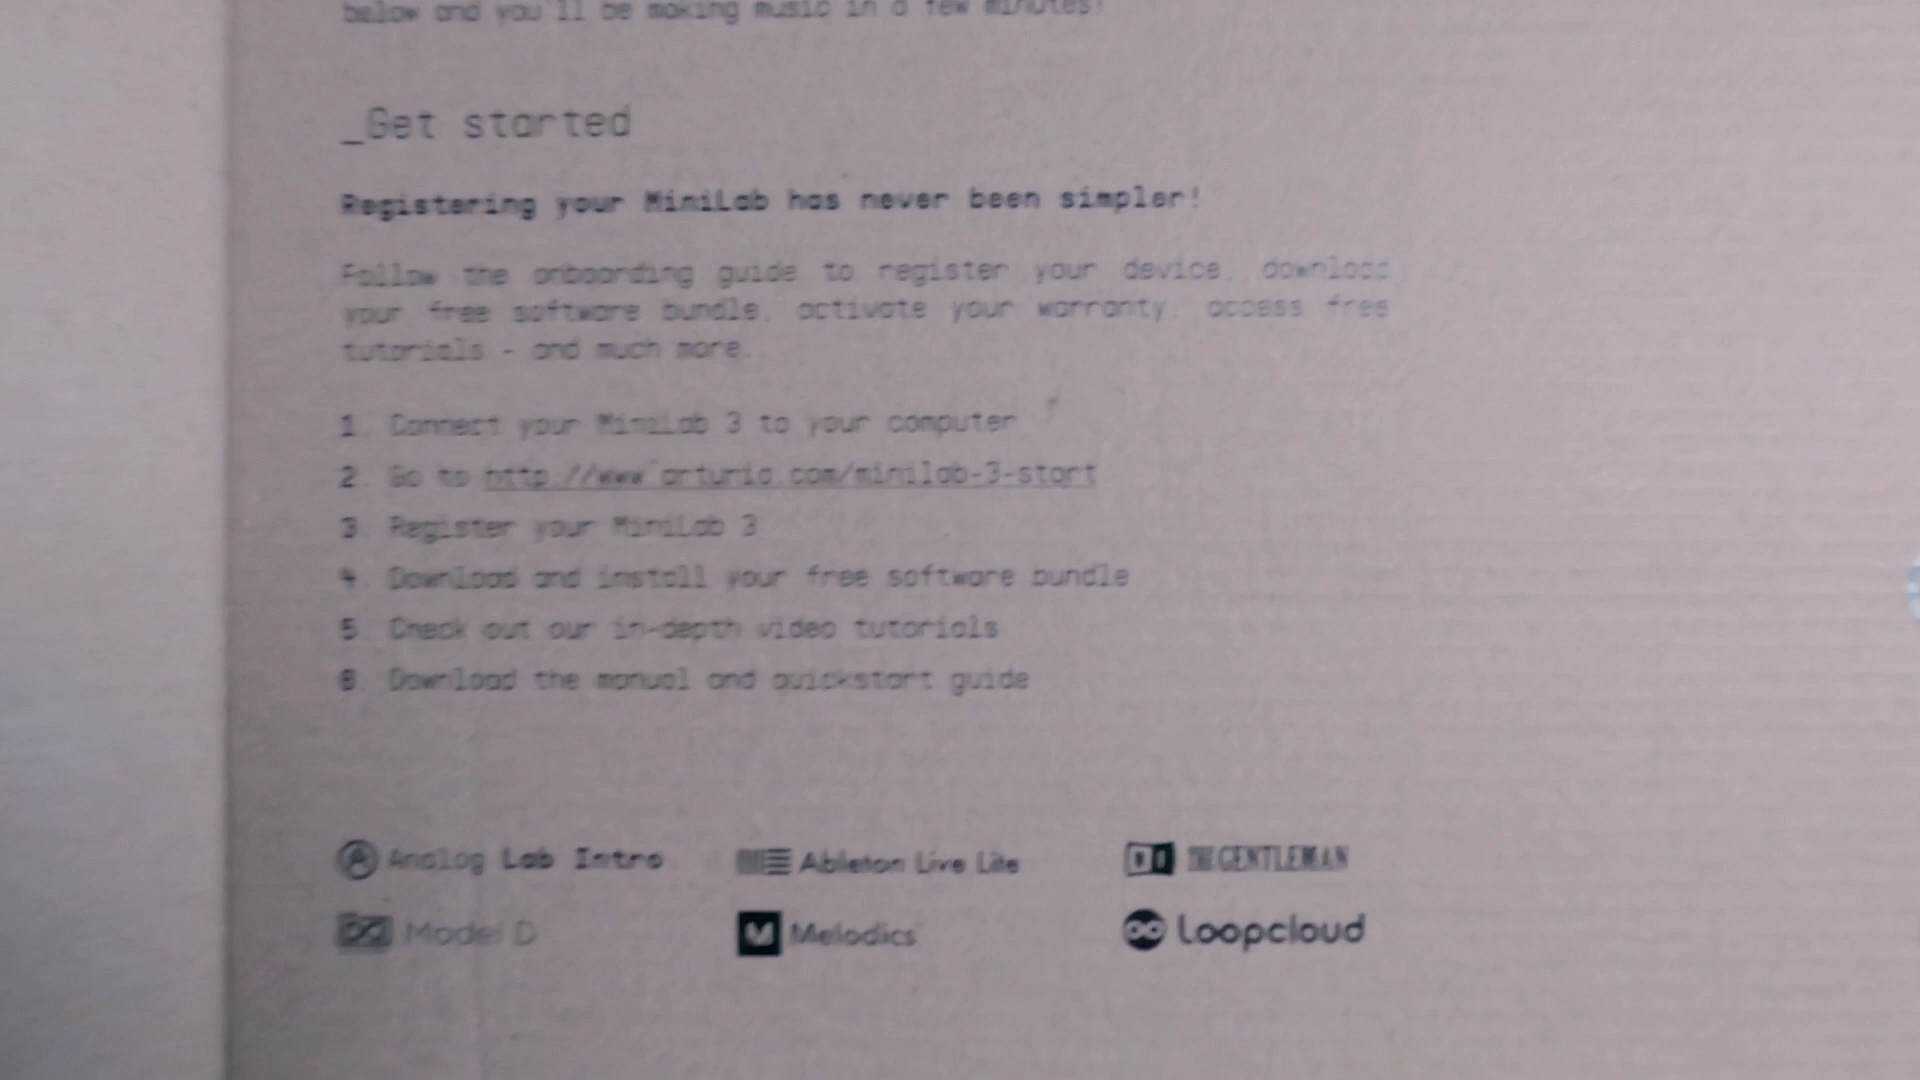 below and you'll be making music in a few minutes!
_Get started
Registering your MiniLab has never been simpler!
Follow the onboarding guide to register your device, download
your free software bundle, activate your warranty, access free
tutorials - and much more.
1. Connect your MiniLab 3 to your computer
2. Go to http://www.arturia.com/minilab-3-start
3. Register your MiniLab 3
4. Download and install your free software bundle
5. Check out our in-depth video tutorials
6. Download the manual and quickstart guide
Analog Lab Intro Ableton Live Lite THE GENTLEMAN
Model D Melodics Loopcloud